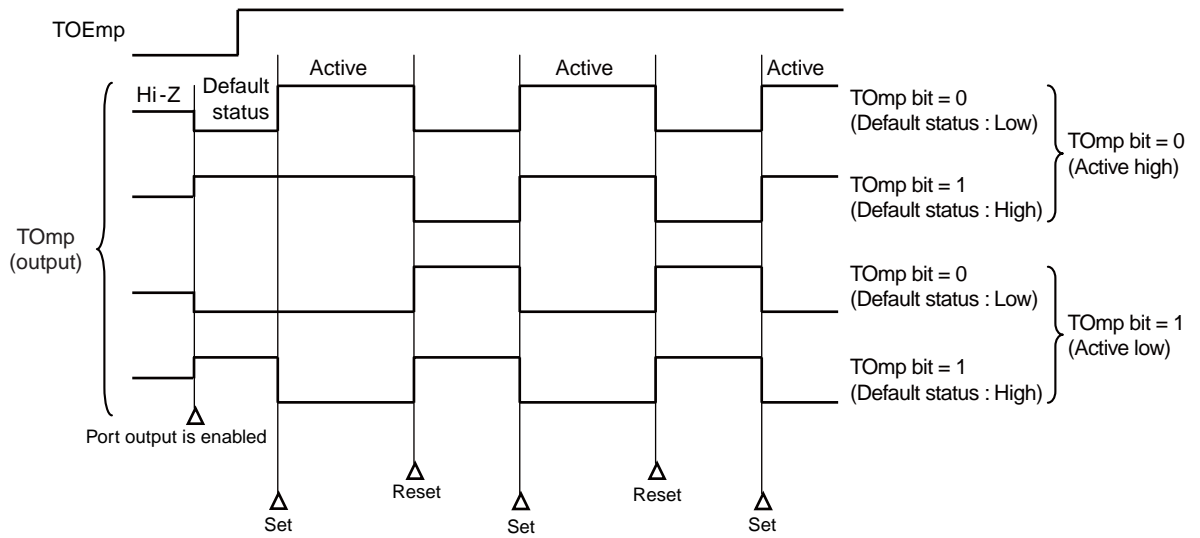 TOEmp
Active
Active
Active
Hi-Z
Default
status
TOmp bit = 0
(Default status : Low)
TOmp bit = 0
(Active high)
TOmp bit = 1
(Default status : High)
TOmp
(output)
TOmp bit = 0
(Default status : Low)
TOmp bit = 1
(Active low)
TOmp bit = 1
(Default status : High)
Port output is enabled
Reset
Reset
Set
Set
Set